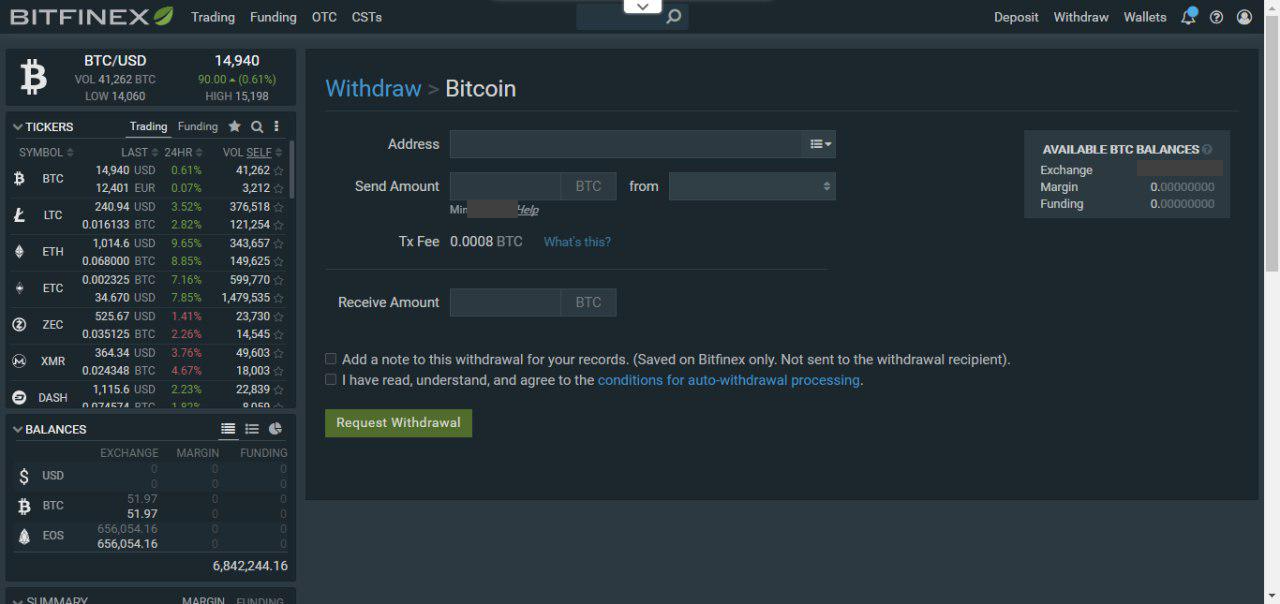 BITFINEX Trading Funding OTC CSTs Deposit Withdraw Wallets
BTC/USD 14,940
VOL 41,262 BTC 90.00 (0.61%)
LOW 14,060 HIGH 15,198
TICKERS Trading Funding
SYMBOL LAST 24HR VOL SELF
BTC
14,940 USD 0.61% 41,262
12,401 EUR 0.07% 3,212
LTC
240.94 USD 3.52% 376,518
0.016133 BTC 2.82% 121,254
ETH
1,014.6 USD 9.65% 343,657
0.068000 BTC 8.85% 149,625
ETC
0.002325 BTC 7.16% 599,770
34.670 USD 7.85% 1,479,535
ZEC
525.67 USD 1.41% 23,730
0.035125 BTC 2.26% 14,545
XMR
364.34 USD 3.76% 49,603
0.024348 BTC 4.67% 18,003
DASH
1,115.6 USD 2.23% 22,839
0.074574 BTC 1.82% 8,059
BALANCES
EXCHANGE MARGIN FUNDING
USD
0 0 0
0 0 0
BTC
51.97 0 0
51.97 0 0
EOS
656,054.16 0 0
656,054.16 0 0
6,842,244.16
SUMMARY MARGIN FUNDING
Withdraw > Bitcoin
Address
Send Amount BTC from
Help
Tx Fee 0.0008 BTC What's this?
Receive Amount BTC
Add a note to this withdrawal for your records. (Saved on Bitfinex only. Not sent to the withdrawal recipient).
I have read, understand, and agree to the conditions for auto-withdrawal processing.
Request Withdrawal
AVAILABLE BTC BALANCES
Exchange
Margin 0.00000000
Funding 0.00000000